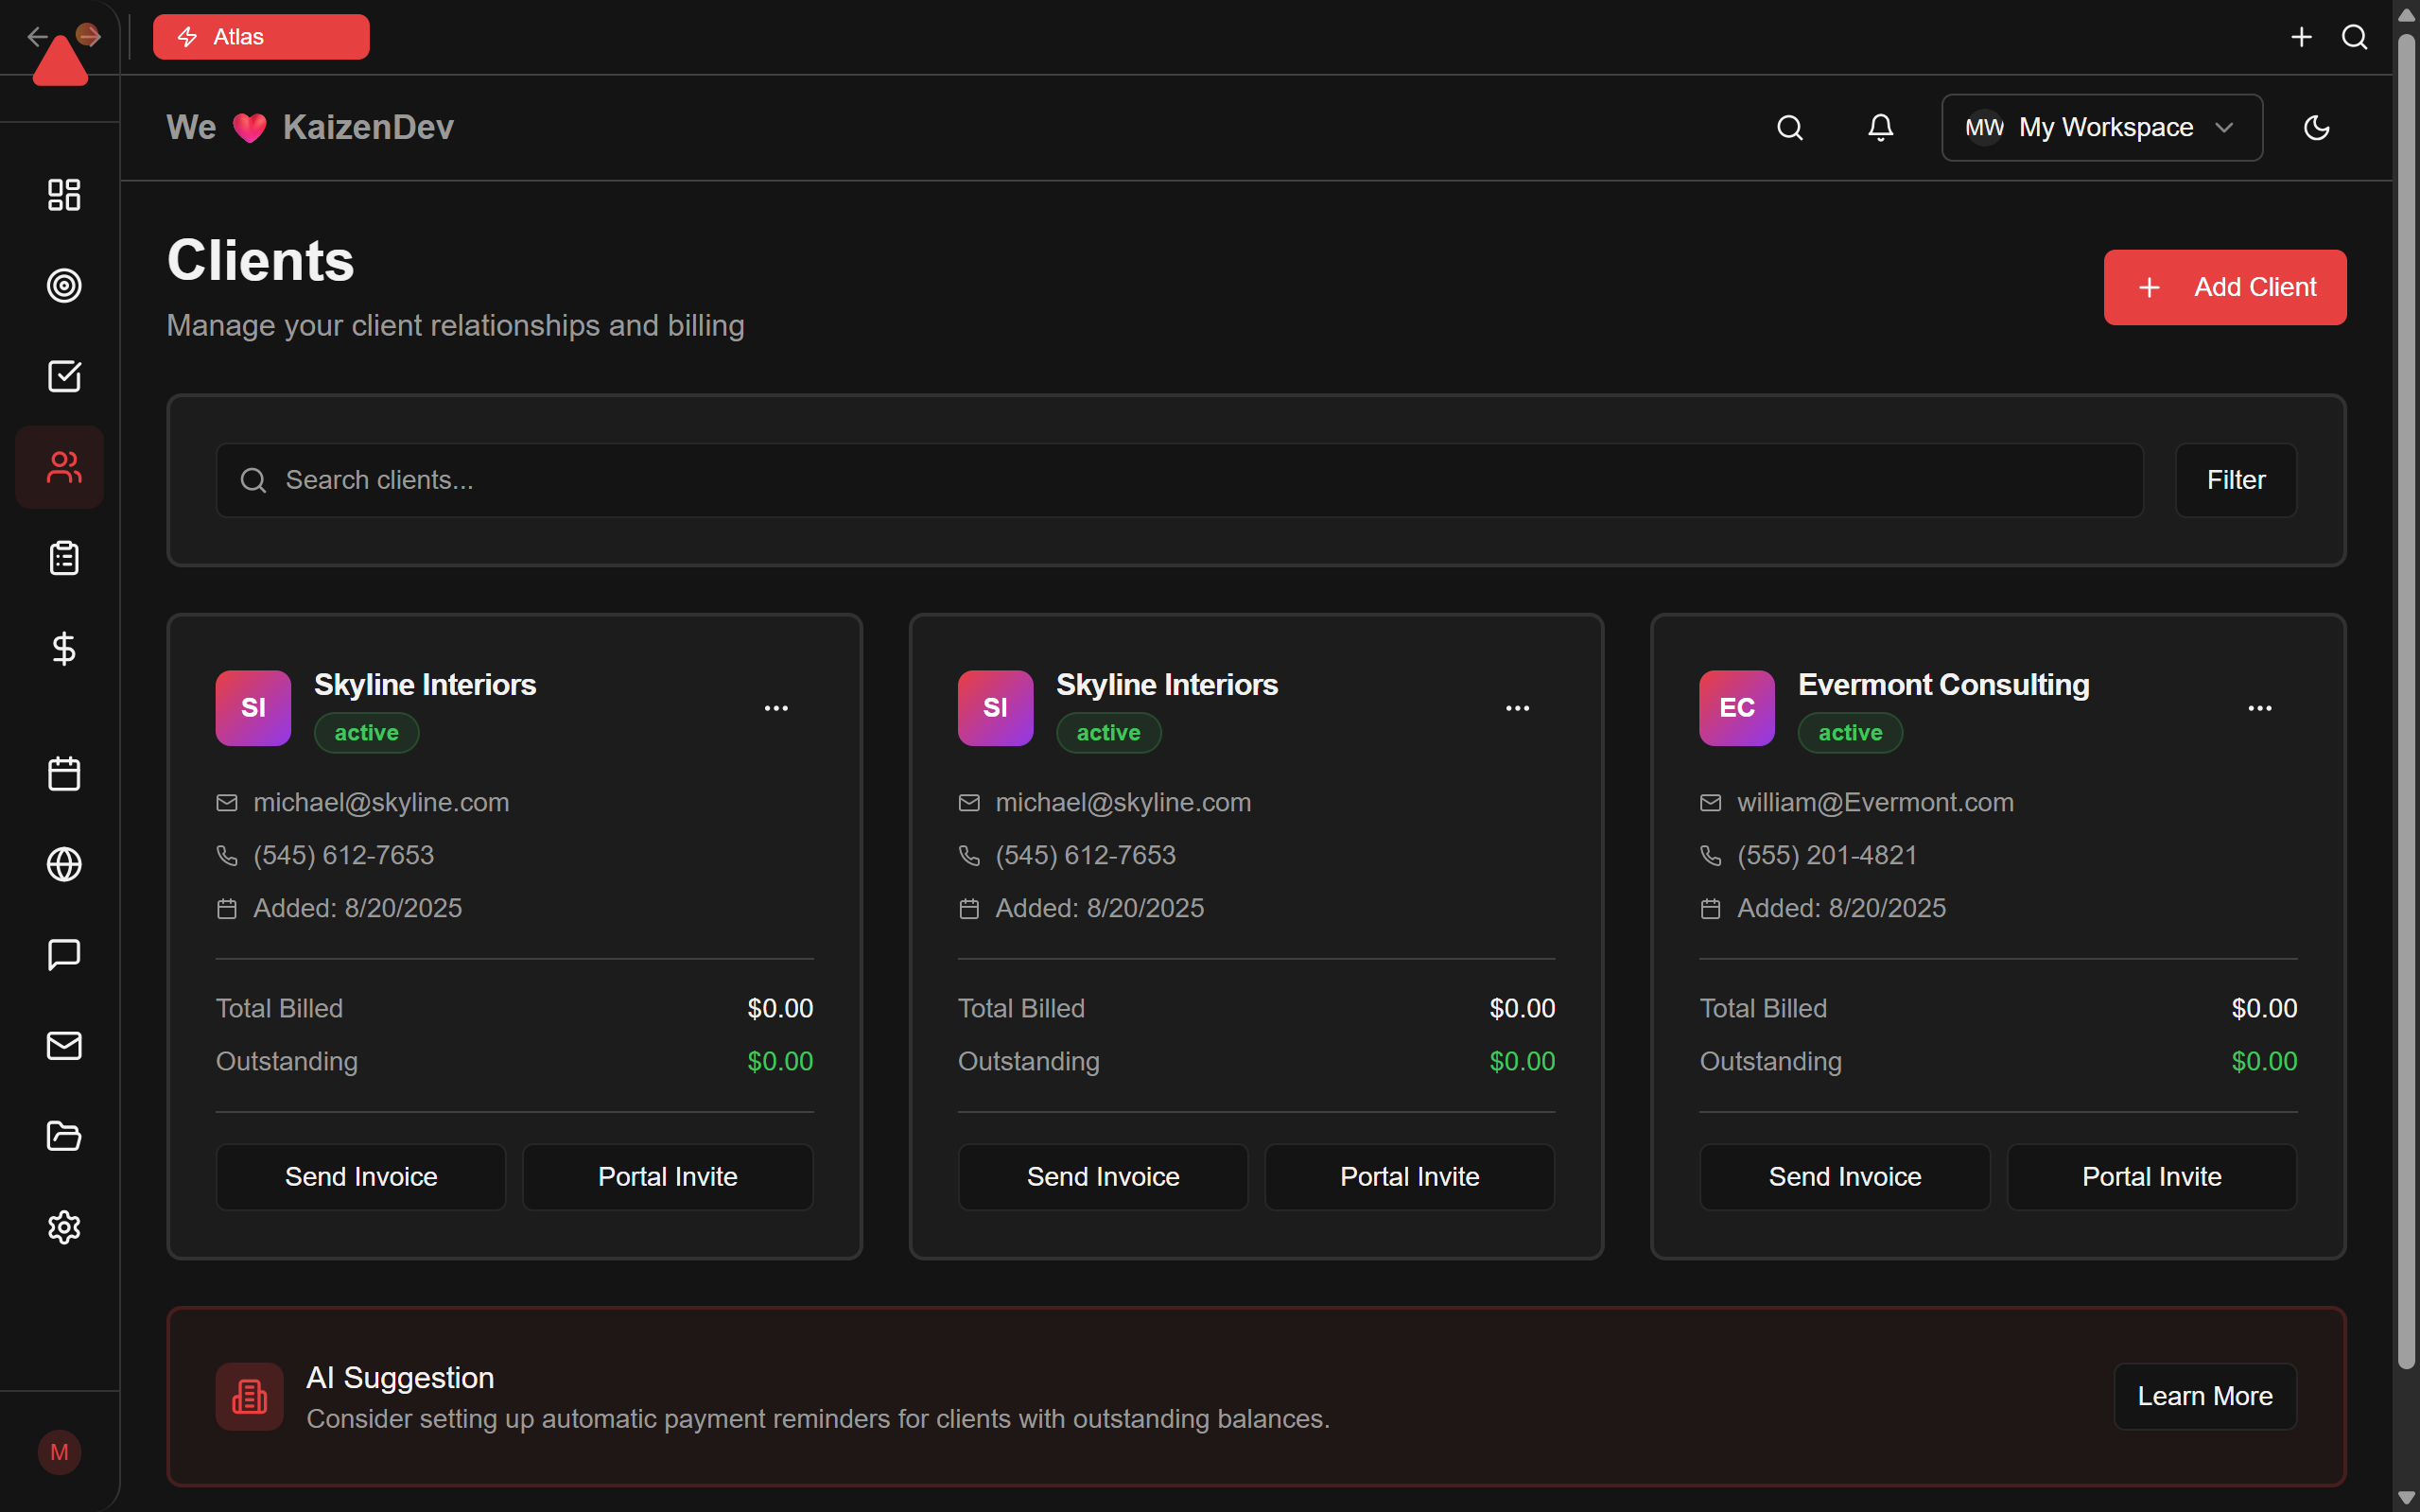 Atlas
We ❤️ KaizenDev
MW My Workspace
Clients
Manage your client relationships and billing
Add Client
Search clients...
Filter
SI
Skyline Interiors
active
michael@skyline.com
(545) 612-7653
Added: 8/20/2025
Total Billed $0.00
Outstanding $0.00
Send Invoice Portal Invite
SI
Skyline Interiors
active
michael@skyline.com
(545) 612-7653
Added: 8/20/2025
Total Billed $0.00
Outstanding $0.00
Send Invoice Portal Invite
EC
Evermont Consulting
active
william@Evermont.com
(555) 201-4821
Added: 8/20/2025
Total Billed $0.00
Outstanding $0.00
Send Invoice Portal Invite
AI Suggestion
Consider setting up automatic payment reminders for clients with outstanding balances.
Learn More
M